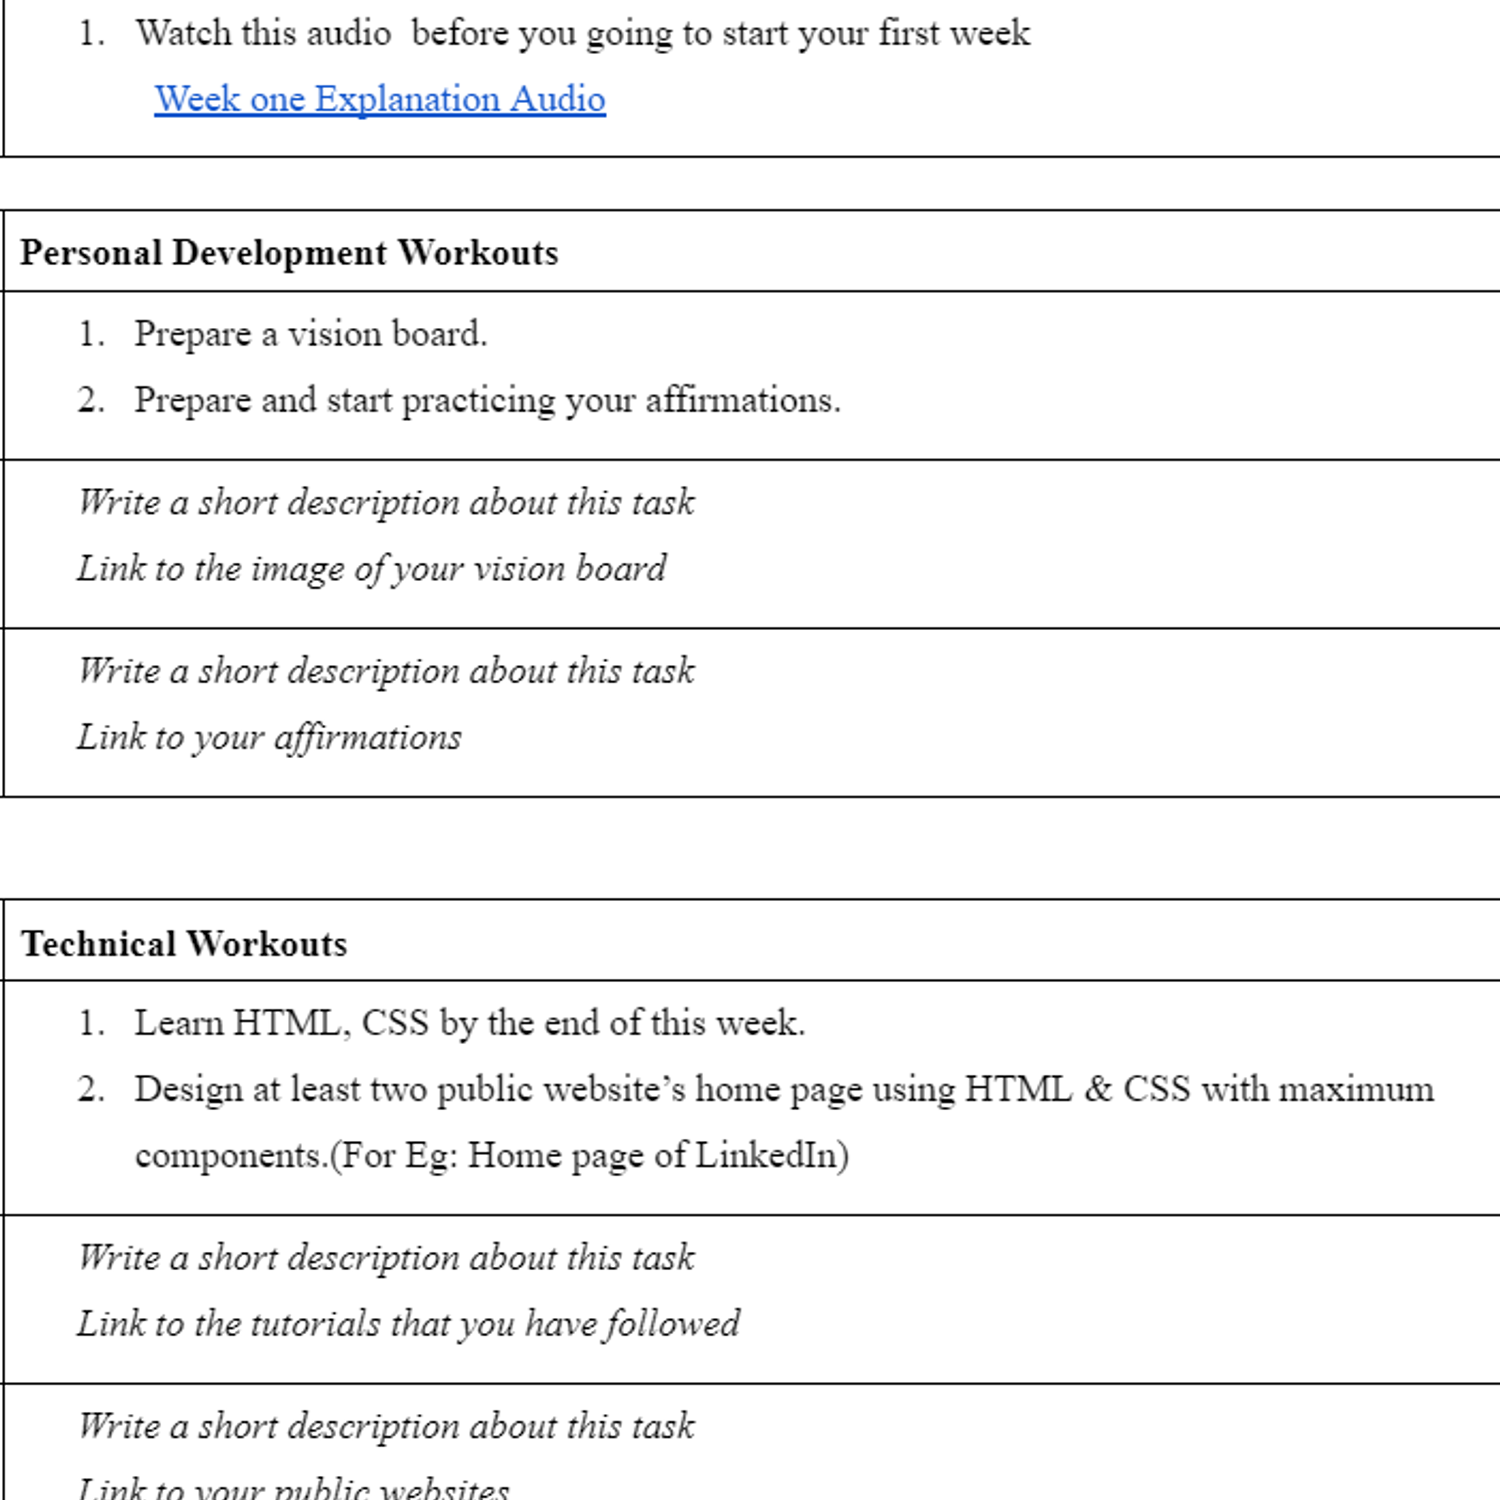 1. Watch this audio  before you going to start your first week
Week one Explanation Audio
Personal Development Workouts
1. Prepare a vision board.
2. Prepare and start practicing your affirmations.
Write a short description about this task
Link to the image of your vision board
Write a short description about this task
Link to your affirmations
Technical Workouts
1. Learn HTML, CSS by the end of this week.
2. Design at least two public website’s home page using HTML & CSS with maximum
components.(For Eg: Home page of LinkedIn)
Write a short description about this task
Link to the tutorials that you have followed
Write a short description about this task
Link to your public websites